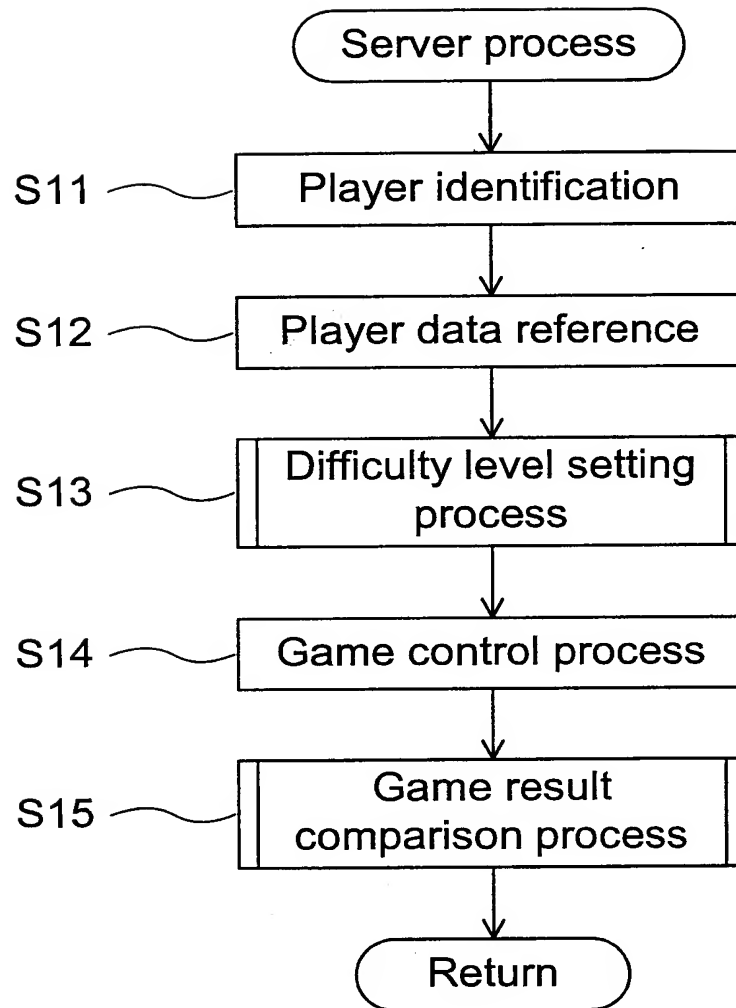 Server process
S11 Player identification
S12 Player data reference
S13 Difficulty level setting
process
S14 Game control process
S15 Game result
comparison process
Return